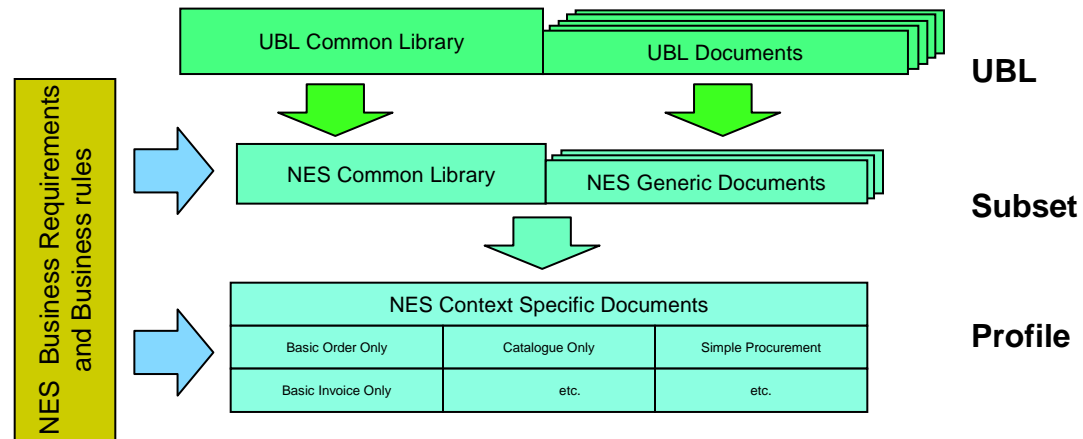 UBL Common Library
UBL Documents
UBL
NES Business Requirements
and Business rules
NES Common Library
NES Generic Documents
Subset
NES Context Specific Documents
Profile
Basic Order Only
Catalogue Only
Simple Procurement
Basic Invoice Only
etc.
etc.